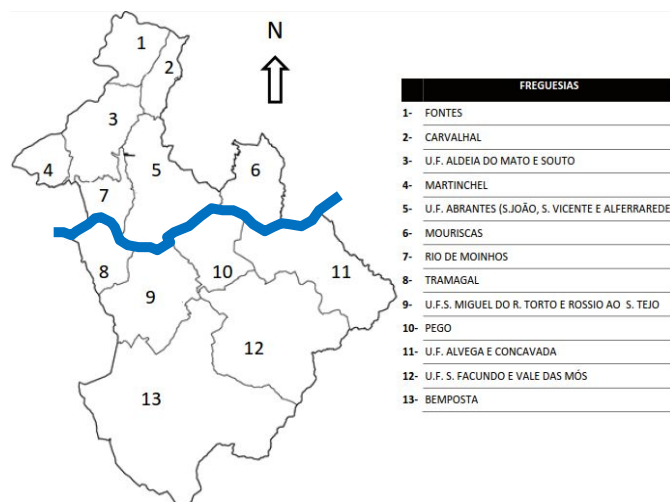 N
1
2
3
4
5
6
7
8
9
10
11
12
13
FREGUESIAS
1- FONTES
2- CARVALHAL
3- U.F. ALDEIA DO MATO E SOUTO
4- MARTINCHEL
5- U.F. ABRANTES (S.JOÃO, S. VICENTE E ALFERRAREDE
6- MOURISCAS
7- RIO DE MOINHOS
8- TRAMAGAL
9- U.F.S. MIGUEL DO R. TORTO E ROSSIO AO S. TEJO
10- PEGO
11- U.F. ALVEGA E CONCAVADA
12- U.F. S. FACUNDO E VALE DAS MÓS
13- BEMPOSTA